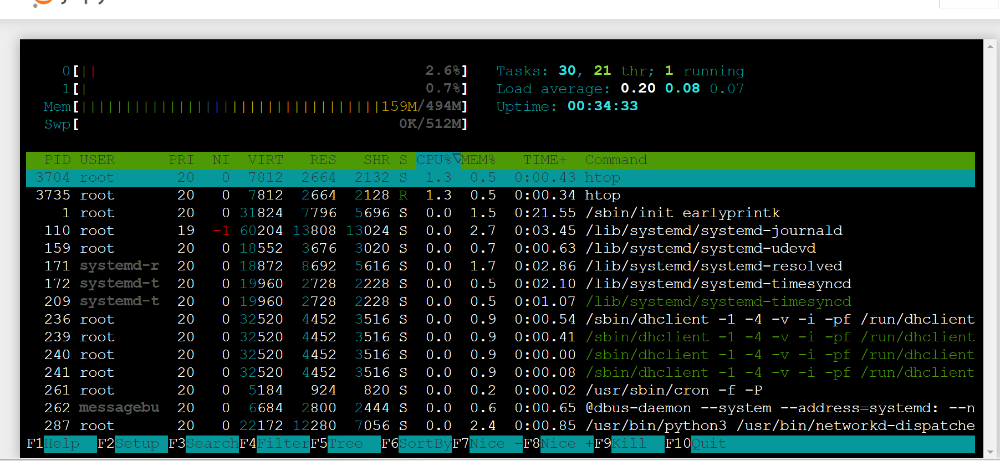 0[|| 2.6%] Tasks: 30, 21 thr; 1 running
1[| 0.7%] Load average: 0.20 0.08 0.07
Mem[||||||||||||||||||||||||||||||||||159M/494M] Uptime: 00:34:33
Swp[ 0K/512M]
PID USER PRI NI VIRT RES SHR S CPU%▽MEM% TIME+ Command
3704 root 20 0 7812 2664 2132 S 1.3 0.5 0:00.43 htop
3735 root 20 0 7812 2664 2128 R 1.3 0.5 0:00.34 htop
1 root 20 0 31824 7796 5696 S 0.0 1.5 0:21.55 /sbin/init earlyprintk
110 root 19 -1 60204 13808 13024 S 0.0 2.7 0:03.45 /lib/systemd/systemd-journald
159 root 20 0 18552 3676 3020 S 0.0 0.7 0:00.63 /lib/systemd/systemd-udevd
171 systemd-r 20 0 18872 8692 5616 S 0.0 1.7 0:02.86 /lib/systemd/systemd-resolved
172 systemd-t 20 0 19960 2728 2228 S 0.0 0.5 0:02.10 /lib/systemd/systemd-timesyncd
209 systemd-t 20 0 19960 2728 2228 S 0.0 0.5 0:01.07 /lib/systemd/systemd-timesyncd
236 root 20 0 32520 4452 3516 S 0.0 0.9 0:00.54 /sbin/dhclient -1 -4 -v -i -pf /run/dhclient
239 root 20 0 32520 4452 3516 S 0.0 0.9 0:00.41 /sbin/dhclient -1 -4 -v -i -pf /run/dhclient
240 root 20 0 32520 4452 3516 S 0.0 0.9 0:00.00 /sbin/dhclient -1 -4 -v -i -pf /run/dhclient
241 root 20 0 32520 4452 3516 S 0.0 0.9 0:00.08 /sbin/dhclient -1 -4 -v -i -pf /run/dhclient
261 root 20 0 5184 924 820 S 0.0 0.2 0:00.02 /usr/sbin/cron -f -P
262 messagebu 20 0 6684 2800 2444 S 0.0 0.6 0:00.65 @dbus-daemon --system --address=systemd: --n
287 root 20 0 22172 12280 7056 S 0.0 2.4 0:00.85 /usr/bin/python3 /usr/bin/networkd-dispatche
F1Help F2Setup F3SearchF4FilterF5Tree F6SortByF7Nice -F8Nice +F9Kill F10Quit